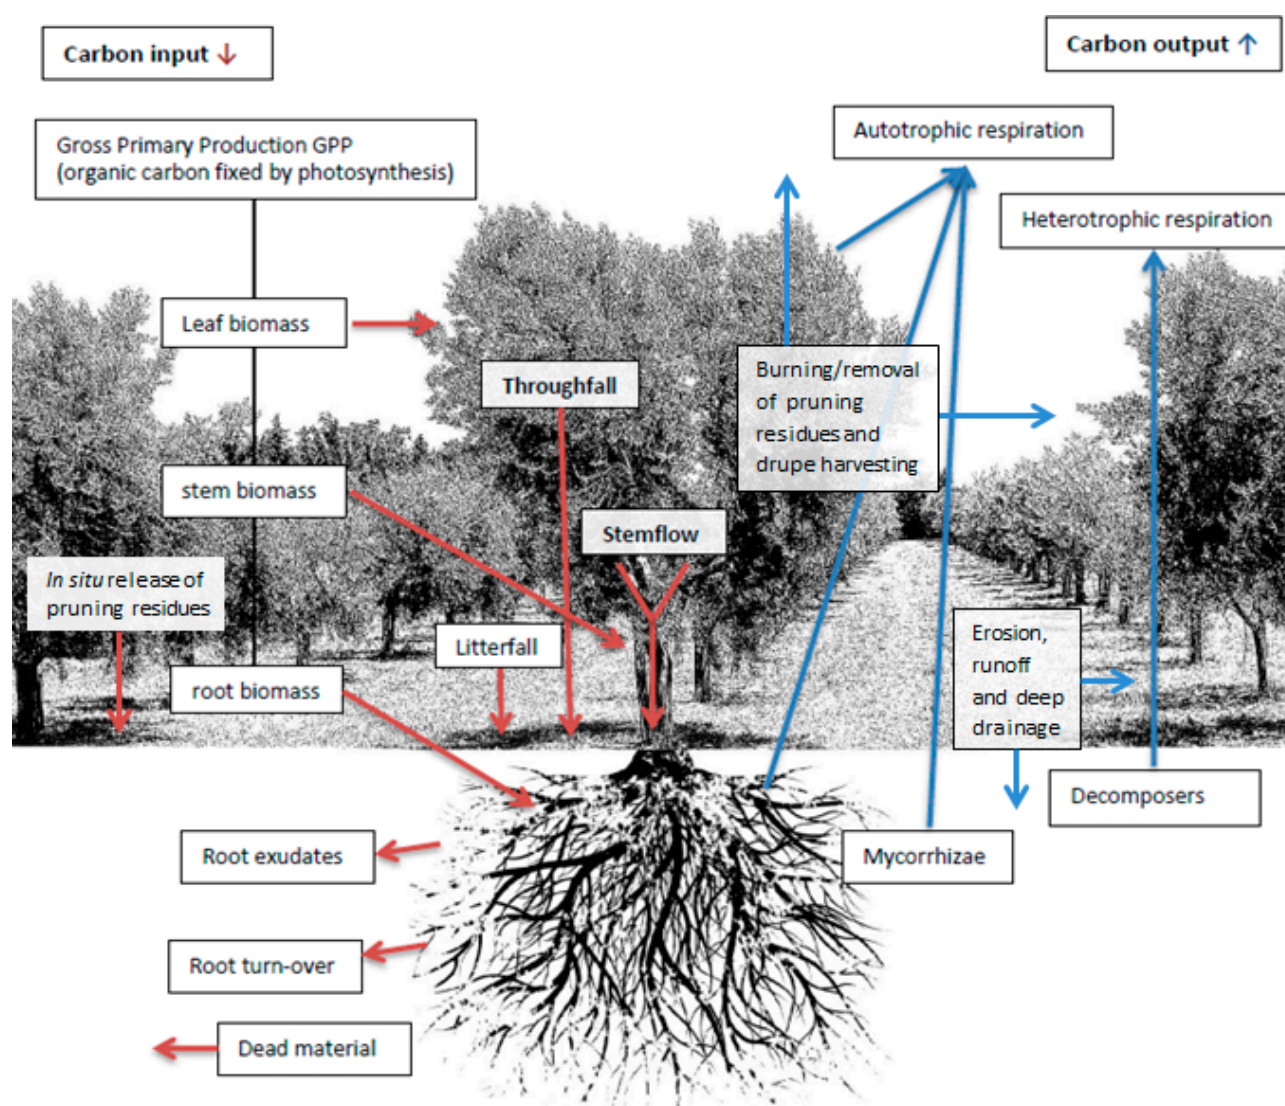 Carbon input ↓
Carbon output ↑
Gross Primary Production GPP
(organic carbon fixed by photosynthesis)
Autotrophic respiration
Heterotrophic respiration
Leaf biomass
Throughfall
Burning/removal
of pruning
residues and
drupe harvesting
stem biomass
Stemflow
In situ release of
pruning residues
Litterfall
Erosion,
runoff
and deep
drainage
root biomass
Decomposers
Root exudates
Mycorrhizae
Root turn-over
Dead material